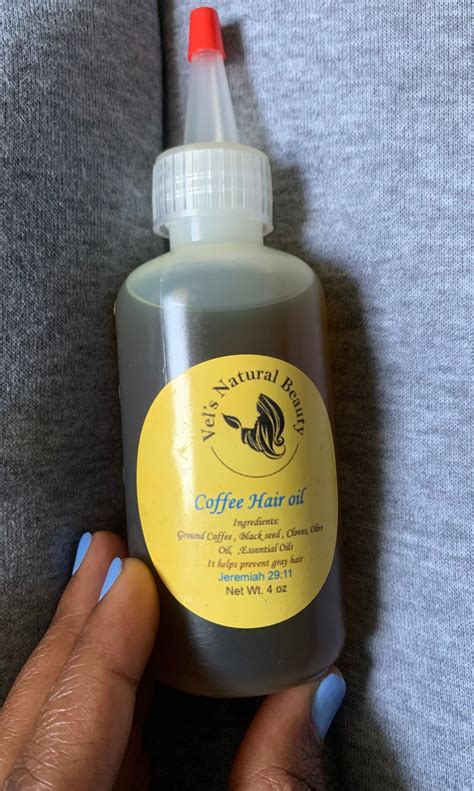 Vel's Natural Beauty
Coffee Hair oil
Ingredients:
Ground Coffee , Black seed , Cloves, Olive
Oil, ,Essential Oils
It helps prevent gray hair
Jeremiah 29:11
Net Wt. 4 oz